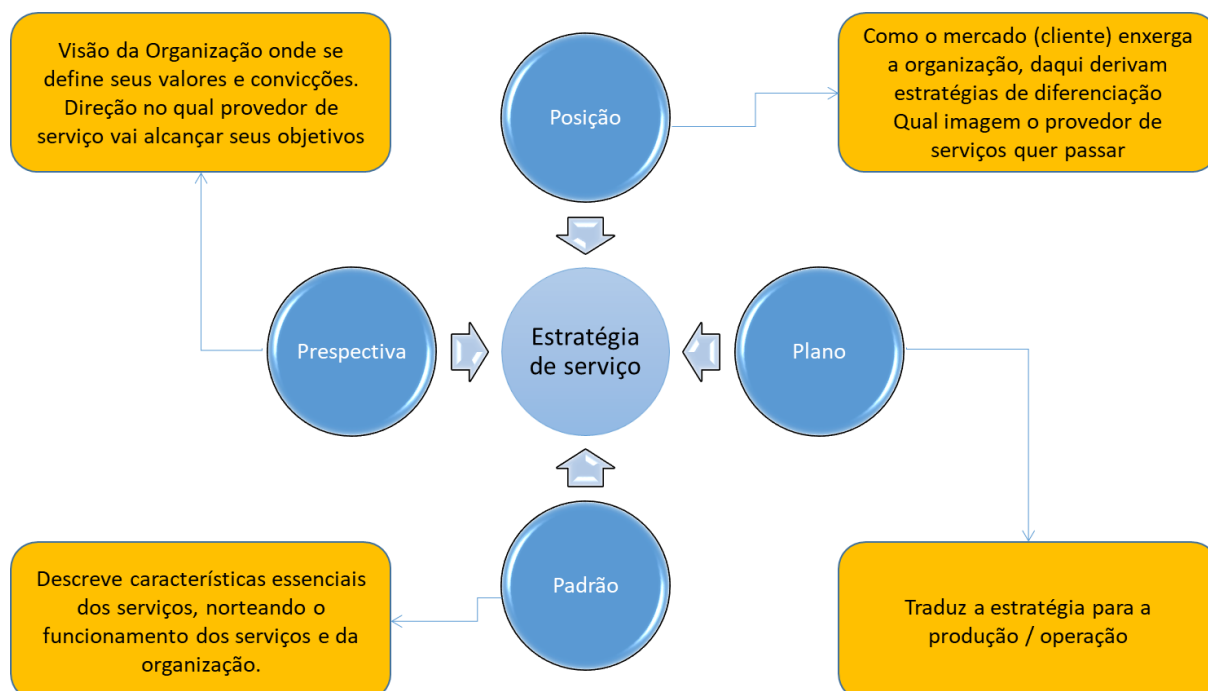 Visão da Organização onde se
define seus valores e convicções.
Direção no qual provedor de
serviço vai alcançar seus objetivos
Posição
Como o mercado (cliente) enxerga
a organização, daqui derivam
estratégias de diferenciação
Qual imagem o provedor de
serviços quer passar
Prespectiva
Estratégia
de serviço
Plano
Descreve características essenciais
dos serviços, norteando o
funcionamento dos serviços e da
organização.
Padrão
Traduz a estratégia para a
produção / operação